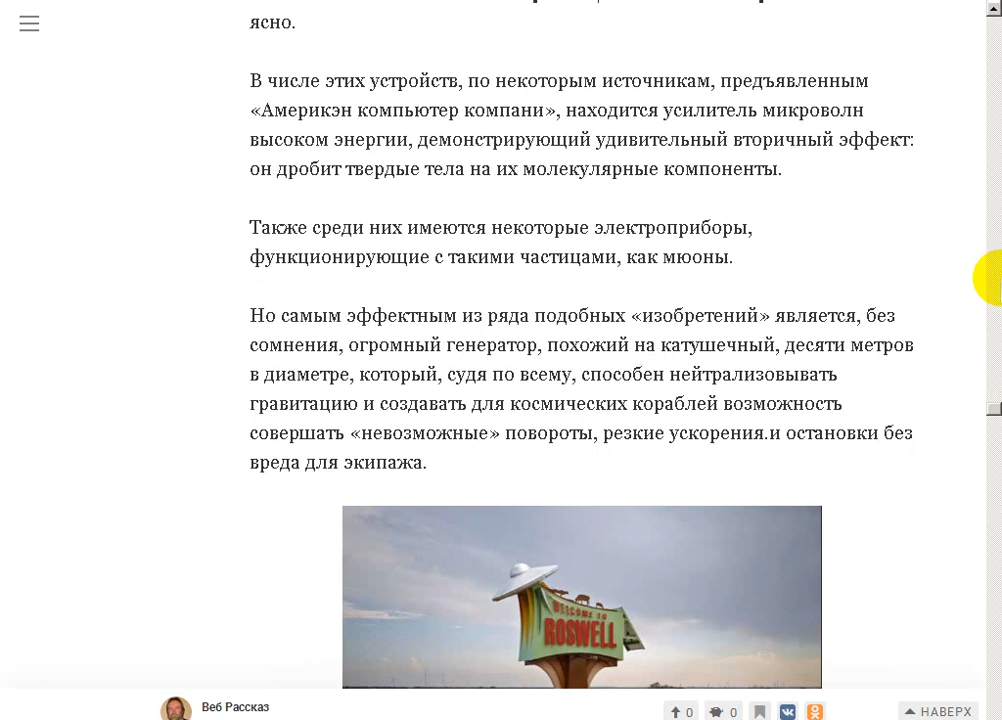 ясно.
В числе этих устройств, по некоторым источникам, предъявленным
«Америкэн компьютер компани», находится усилитель микроволн
высоком энергии, демонстрирующий удивительный вторичный эффект:
он дробит твердые тела на их молекулярные компоненты.
Также среди них имеются некоторые электроприборы,
функционирующие с такими частицами, как мюоны.
Но самым эффектным из ряда подобных «изобретений» является, без
сомнения, огромный генератор, похожий на катушечный, десяти метров
в диаметре, который, судя по всему, способен нейтрализовывать
гравитацию и создавать для космических кораблей возможность
совершать «невозможные» повороты, резкие ускорения.и остановки без
вреда для экипажа.
WELCOME TO
ROSWELL
Веб Рассказ
0
0
НАВЕРХ